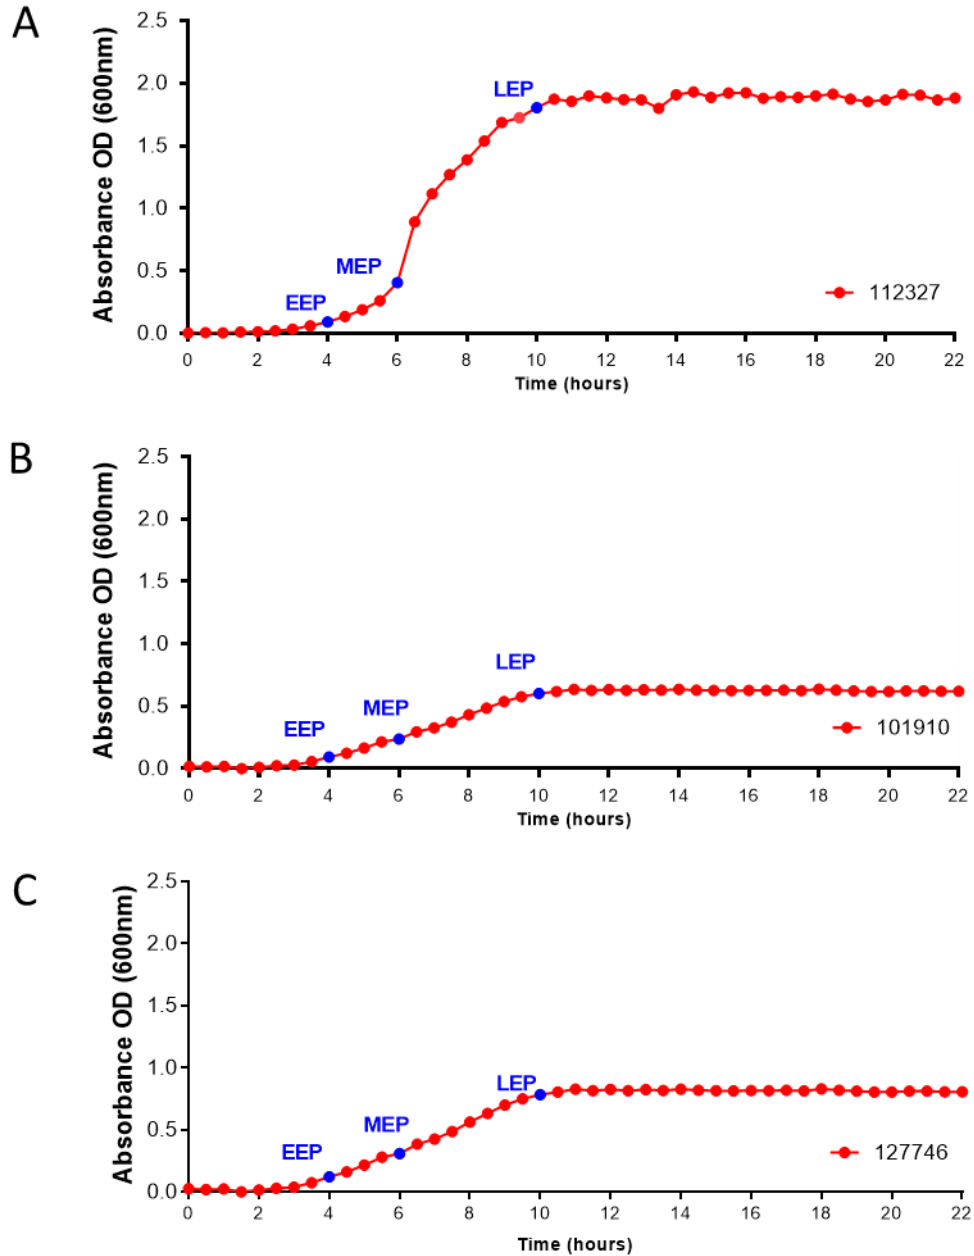 A
Absorbance OD (600nm)
2.5
2.0
1.5
1.0
0.5
0.0
EEP
MEP
LEP
112327
0 2 4 6 8 10 12 14 16 18 20 22
Time (hours)
B
Absorbance OD (600nm)
2.5
2.0
1.5
1.0
0.5
0.0
EEP
MEP
LEP
101910
0 2 4 6 8 10 12 14 16 18 20 22
Time (hours)
C
Absorbance OD (600nm)
2.5
2.0
1.5
1.0
0.5
0.0
EEP
MEP
LEP
127746
0 2 4 6 8 10 12 14 16 18 20 22
Time (hours)